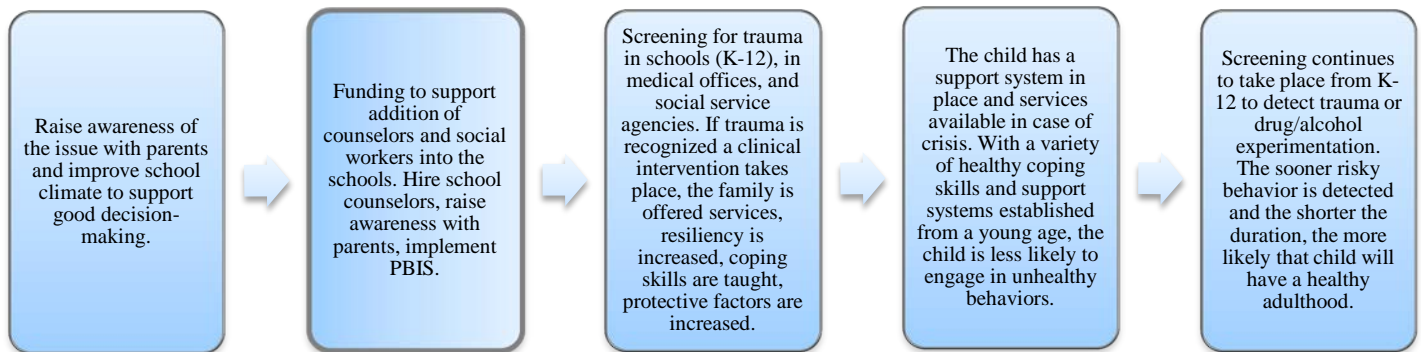 Raise awareness of
the issue with parents
and improve school
climate to support
good decision-
making.
Funding to support
addition of
counselors and social
workers into the
schools. Hire school
counselors, raise
awareness with
parents, implement
PBIS.
Screening for trauma
in schools (K-12), in
medical offices, and
social service
agencies. If trauma is
recognized a clinical
intervention takes
place, the family is
offered services,
resiliency is
increased, coping
skills are taught,
protective factors are
increased.
The child has a
support system in
place and services
available in case of
crisis. With a variety
of healthy coping
skills and support
systems established
from a young age, the
child is less likely to
engage in unhealthy
behaviors.
Screening continues
to take place from K-
12 to detect trauma or
drug/alcohol
experimentation.
The sooner risky
behavior is detected
and the shorter the
duration, the more
likely that child will
have a healthy
adulthood.